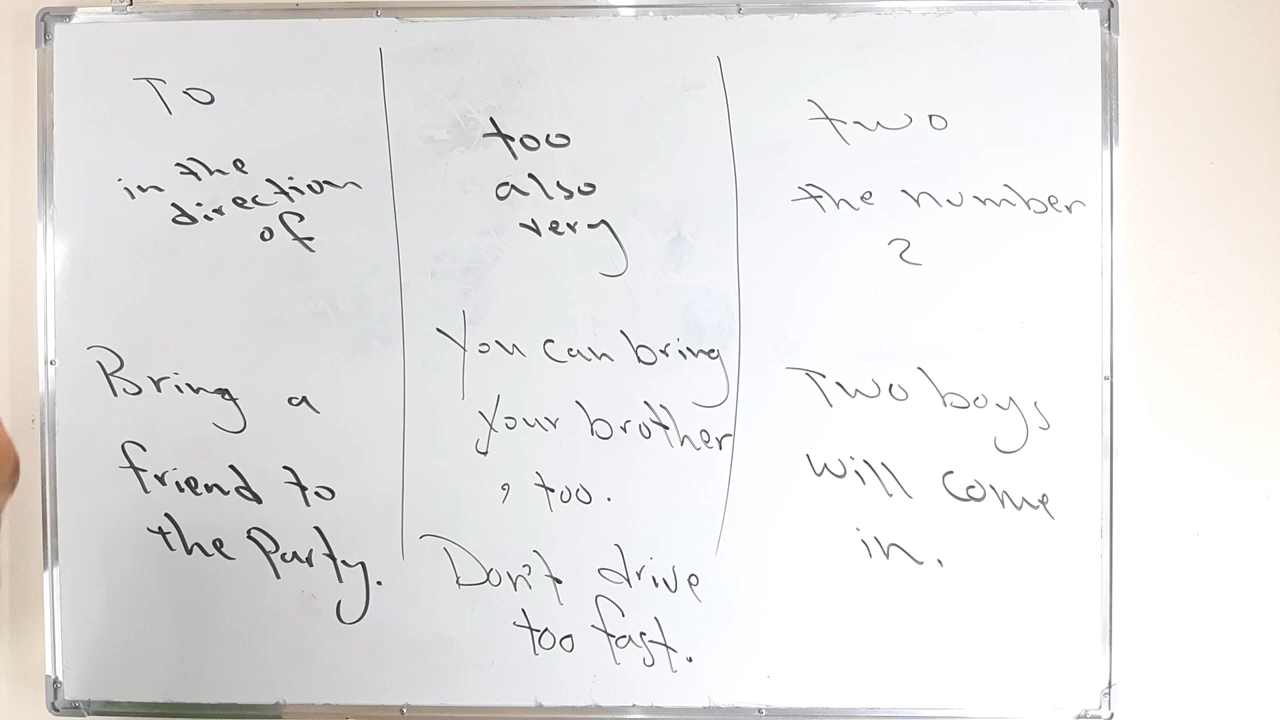 To
in the
direction
of
Bring a
friend to
the party.
too
also
very
You can bring
your brother
, too.
Don't drive
too fast.
two
the number
2
Two boys
will come
in.